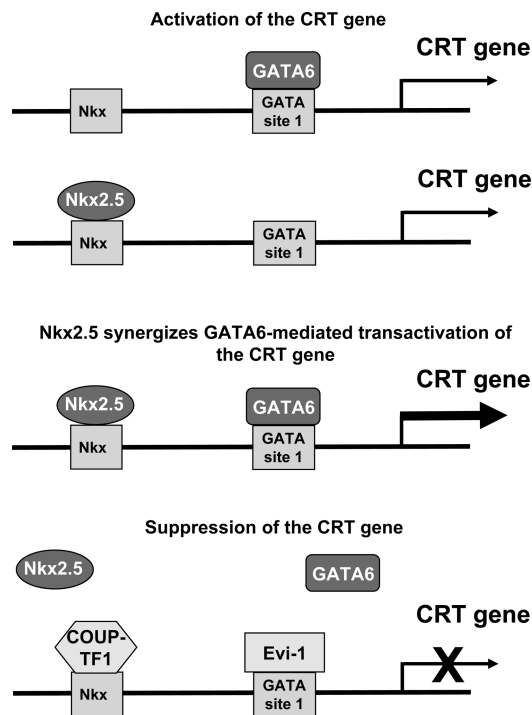 Activation of the CRT gene
CRT gene
GATA6
Nkx
GATA
site 1
CRT gene
Nkx2.5
Nkx
GATA
site 1
Nkx2.5 synergizes GATA6-mediated transactivation of
the CRT gene
CRT gene
Nkx2.5
GATA6
Nkx
GATA
site 1
Suppression of the CRT gene
Nkx2.5
GATA6
CRT gene
COUP-
TF1
Evi-1
X
Nkx
GATA
site 1